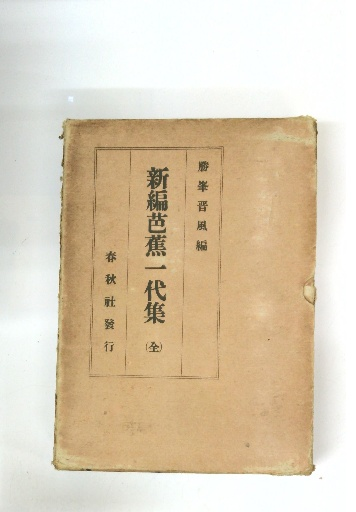 勝峯晋風編
新編芭蕉一代集
(全)
春秋社發行